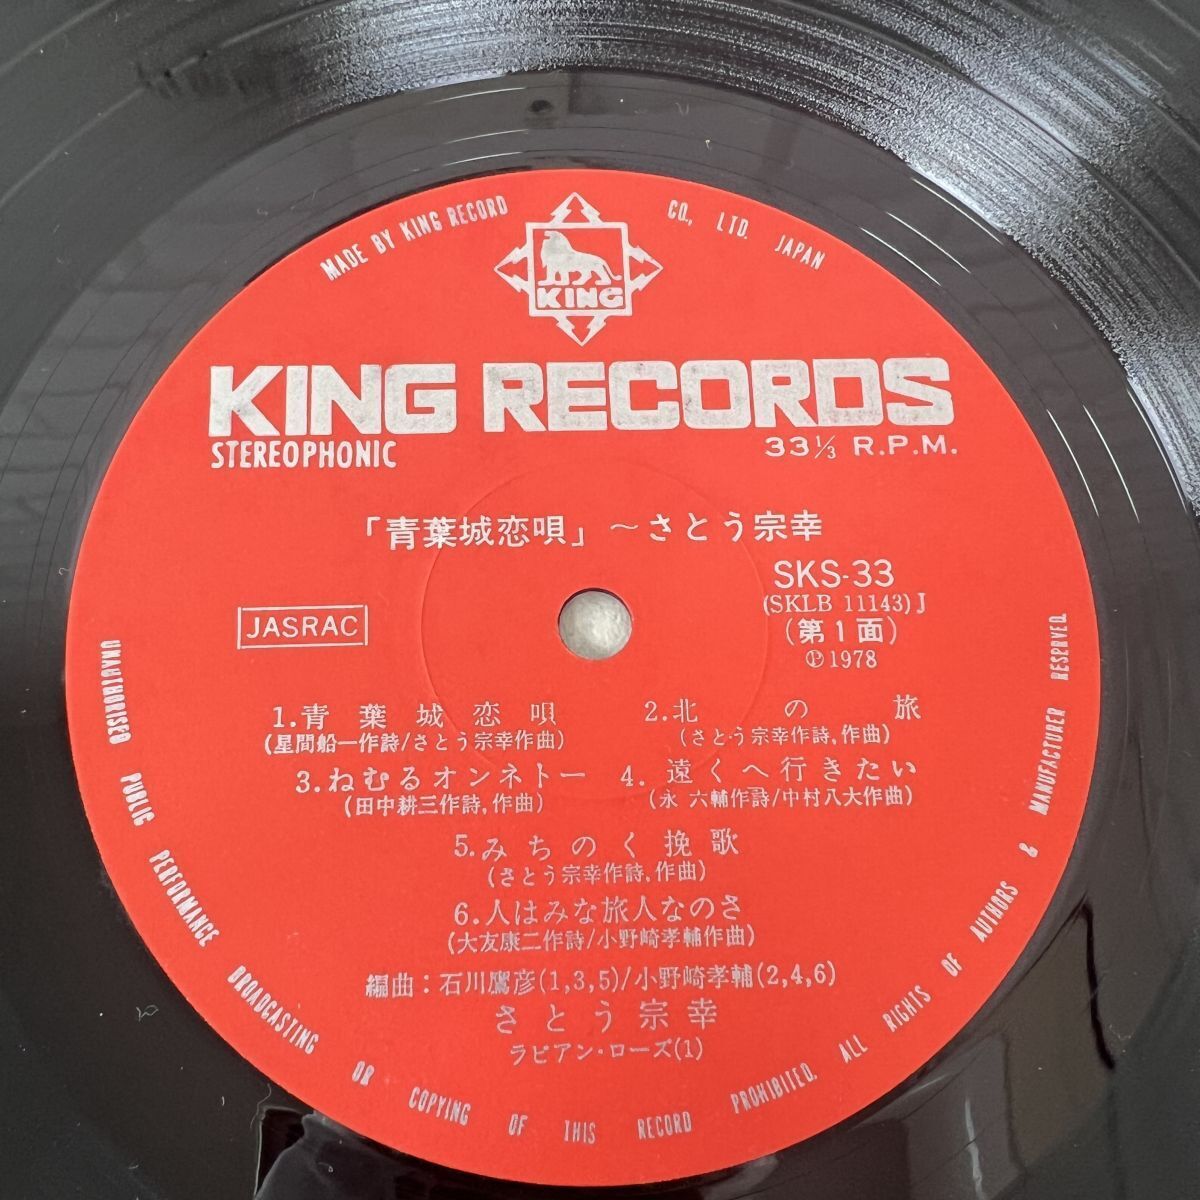 MADE BY KING RECORD CO., LTD. JAPAN
KING
KING RECORDS
STEREOPHONIC
33 1/3 R.P.M.
「青葉城恋唄」～さとう宗幸
SKS-33
(SKLB 11143) J
JASRAC
(第1面)
Ⓟ1978
1.青葉城恋唄
(星間船一作詩/さとう宗幸作曲)
2.北の旅
(さとう宗幸作詩,作曲)
3.ねむるオンネトー
(田中耕三作詩,作曲)
4.遠くへ行きたい
(永 六輔作詩/中村八大作曲)
5.みちのく挽歌
(さとう宗幸作詩,作曲)
6.人はみな旅人なのさ
(大友康二作詩/小野崎孝輔作曲)
編曲:石川鷹彦(1,3,5)/小野崎孝輔(2,4,6)
さとう宗幸
ラビアン・ローズ(1)
UNAUTHORISED PUBLIC PERFORMANCE BROADCASTING OR COPYING OF THIS RECORD PROHIBITED. ALL RIGHTS OF AUTHORS & MANUFACTURER RESERVED.